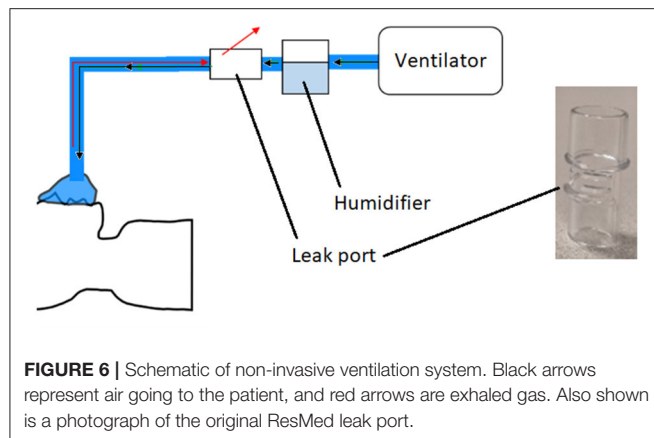 Ventilator
Humidifier
Leak port
FIGURE 6 | Schematic of non-invasive ventilation system. Black arrows
represent air going to the patient, and red arrows are exhaled gas. Also shown
is a photograph of the original ResMed leak port.